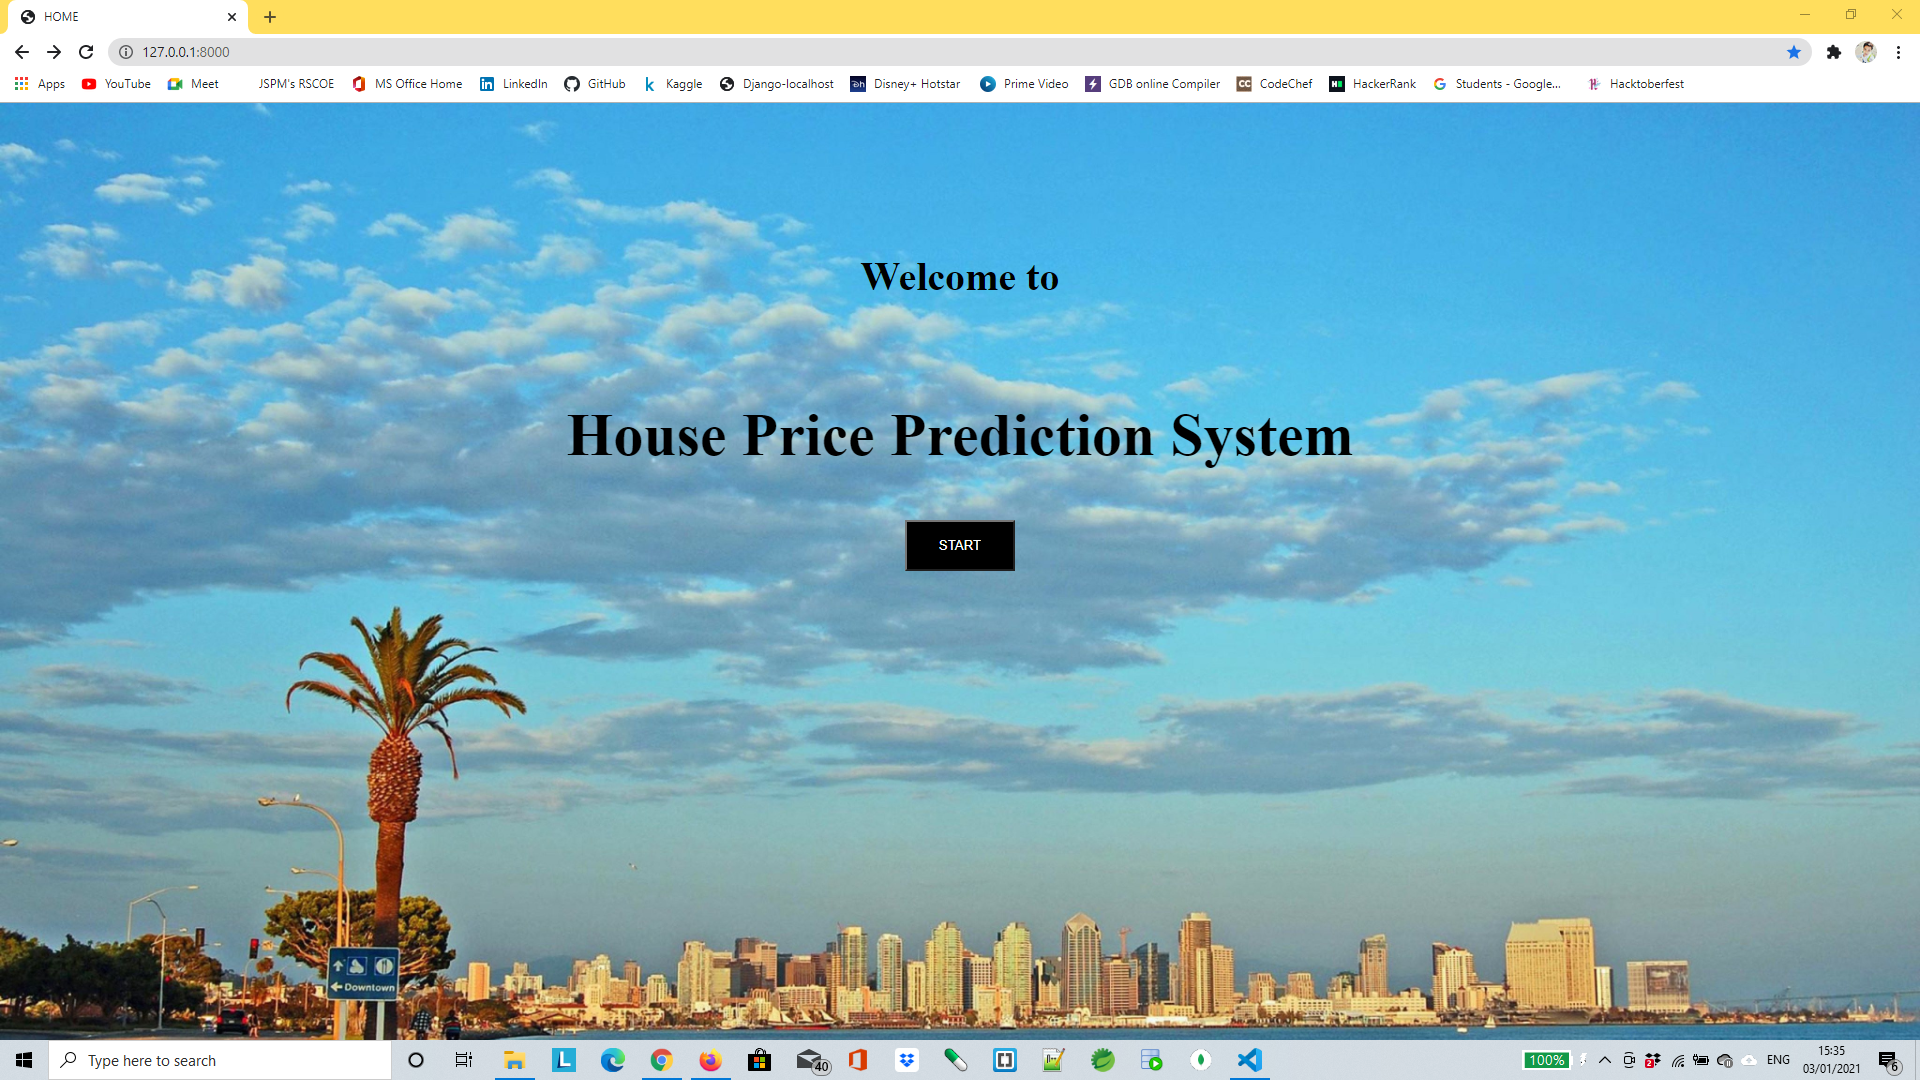 HOME
127.0.0.1:8000
Apps YouTube Meet JSPM's RSCOE MS Office Home LinkedIn GitHub Kaggle Django-localhost Disney+ Hotstar Prime Video GDB online Compiler CodeChef HackerRank Students - Google... Hacktoberfest
Welcome to
House Price Prediction System
START
Downtown
Type here to search
40
100%
2
ENG
15:35
03/01/2021
6